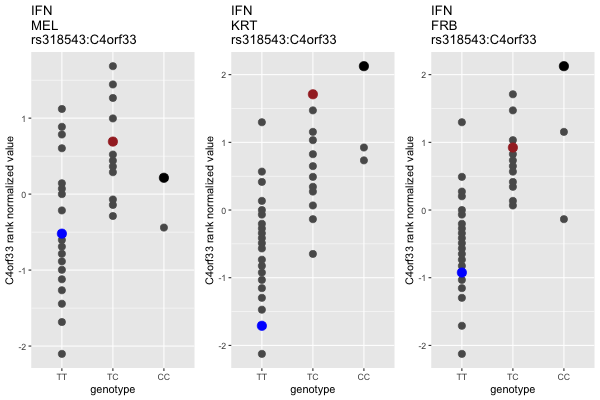 IFN
MEL
rs318543:C4orf33
C4orf33 rank normalized value
1
0
-1
-2
TT TC CC
genotype
IFN
KRT
rs318543:C4orf33
C4orf33 rank normalized value
2
1
0
-1
-2
TT TC CC
genotype
IFN
FRB
rs318543:C4orf33
C4orf33 rank normalized value
2
1
0
-1
-2
TT TC CC
genotype